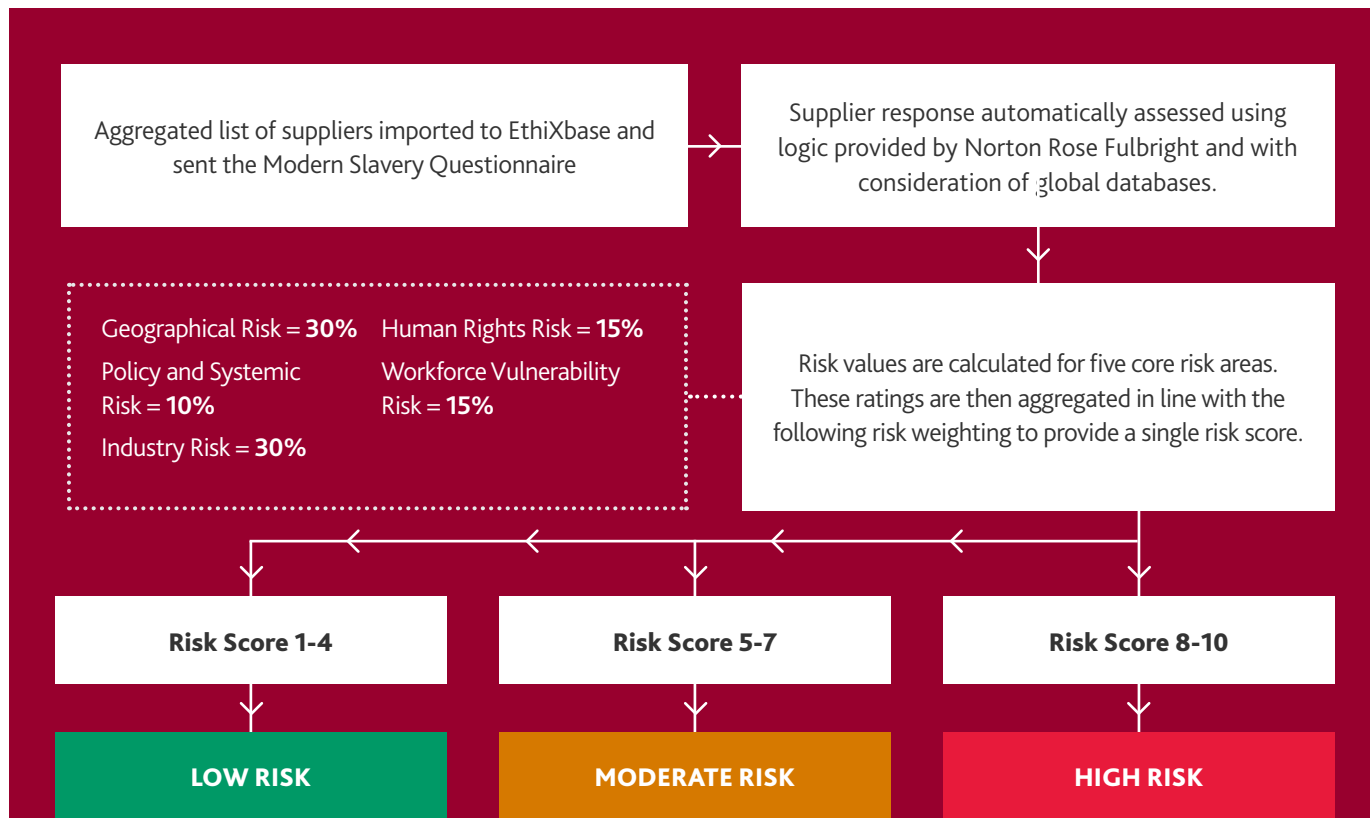 Aggregated list of suppliers imported to EthiXbase and
sent the Modern Slavery Questionnaire
Supplier response automatically assessed using
logic provided by Norton Rose Fulbright and with
consideration of global databases.
Geographical Risk = 30%
Policy and Systemic
Risk = 10%
Industry Risk = 30%
Human Rights Risk = 15%
Workforce Vulnerability
Risk = 15%
Risk values are calculated for five core risk areas.
These ratings are then aggregated in line with the
following risk weighting to provide a single risk score.
Risk Score 1-4
Risk Score 5-7
Risk Score 8-10
LOW RISK
MODERATE RISK
HIGH RISK